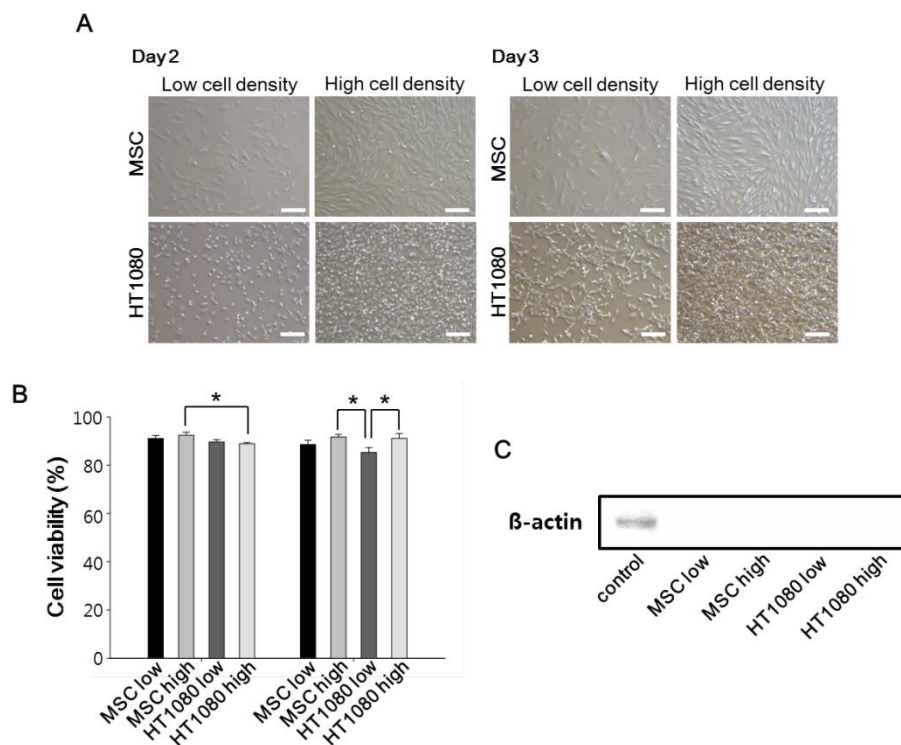 A
Day 2
Low cell density High cell density
Day 3
Low cell density High cell density
MSC
MSC
HT1080
HT1080
B
* * *
Cell viability (%)
100
80
60
40
20
0
MSC low
MSC high
HT1080 low
HT1080 high
MSC low
MSC high
HT1080 low
HT1080 high
C
ß-actin
control
MSC low
MSC high
HT1080 low
HT1080 high